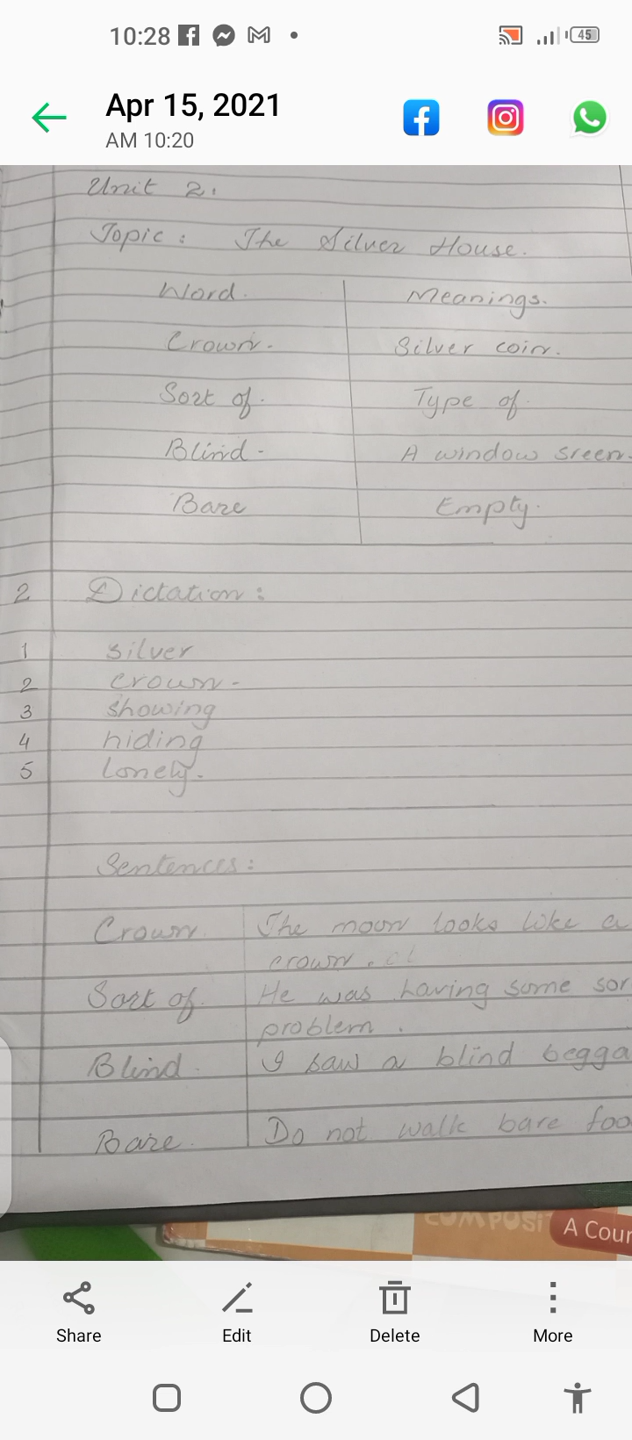 10:28
45
Apr 15, 2021
AM 10:20
Unit 2.
Topic: The Silver House.
Word. Meanings.
Crown. Silver coin.
Sort of. Type of.
Blind. A window sreen.
Bare Empty.
2 Dictation:
1 silver
2 crown.
3 showing
4 hiding
5 lonely.
Sentences:
Crown The moon looks like a
crown.
Sort of. He was having some sor
problem.
Blind. I saw a blind begga
Bare. Do not walk bare foo
COMPOSI
A Cour
Share Edit Delete More